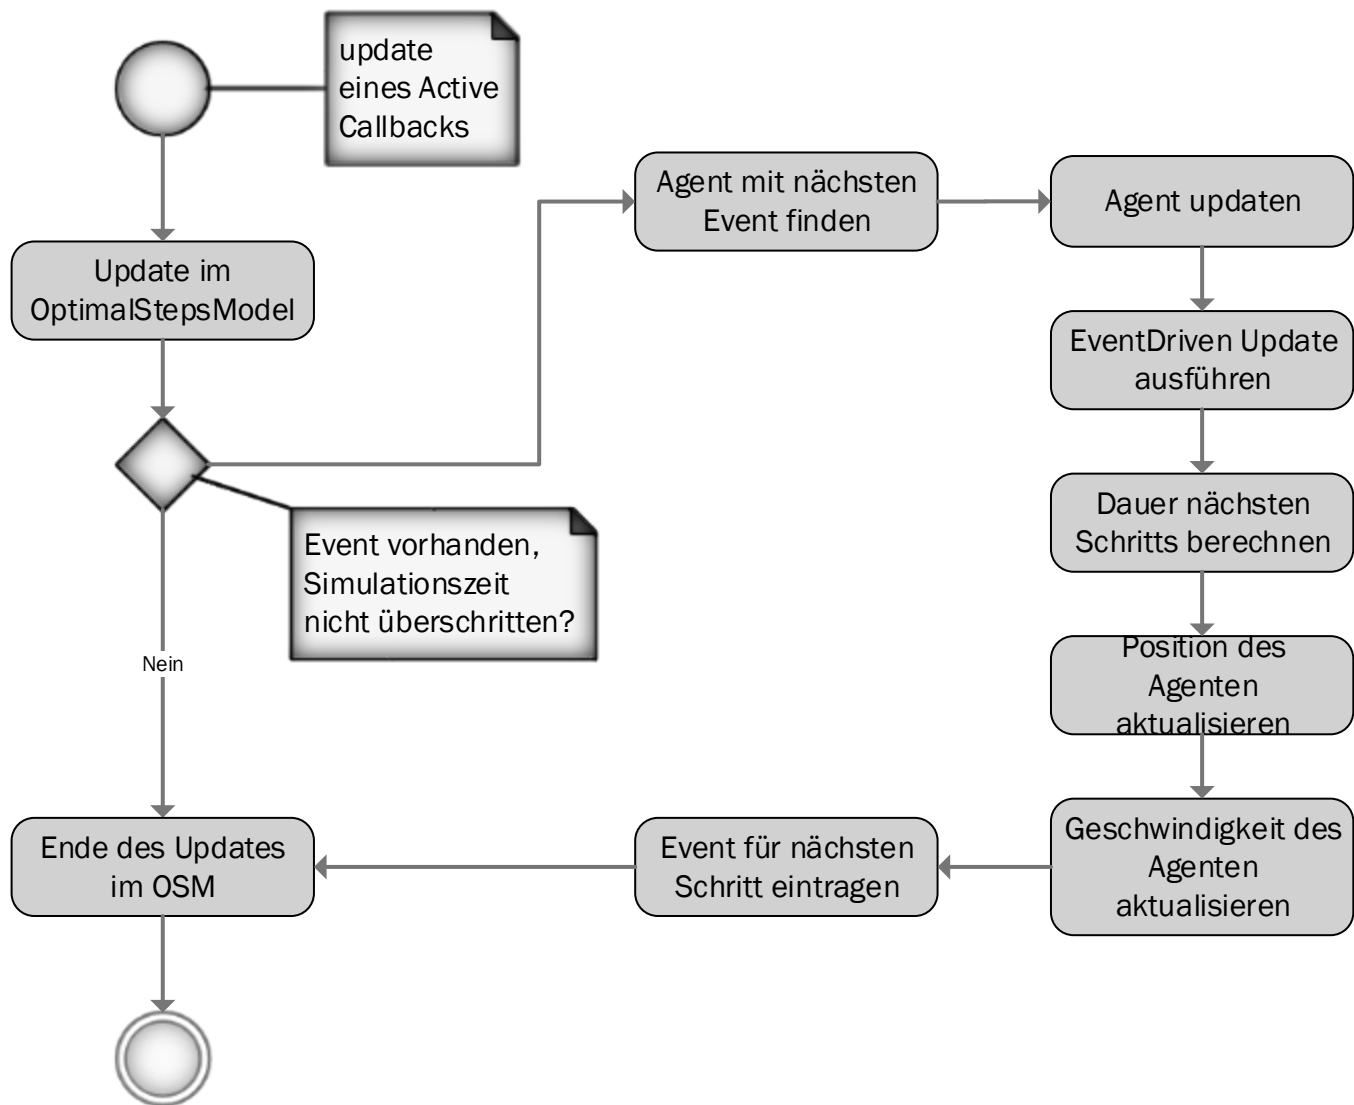 update
eines Active
Callbacks
Update im
OptimalStepsModel
Agent mit nächsten
Event finden
Agent updaten
EventDriven Update
ausführen
Dauer nächsten
Schritts berechnen
Event vorhanden,
Simulationszeit
nicht überschritten?
Nein
Position des
Agenten
aktualisieren
Geschwindigkeit des
Agenten
aktualisieren
Event für nächsten
Schritt eintragen
Ende des Updates
im OSM